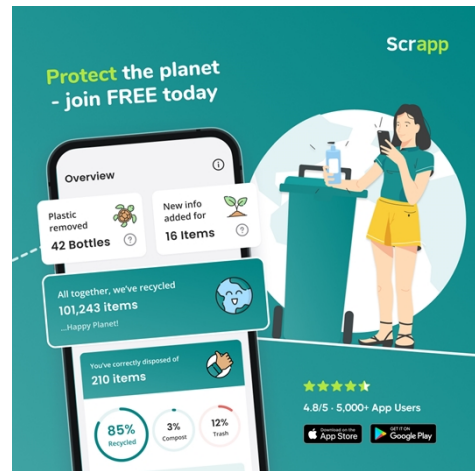 Scrapp
Protect the planet
- join FREE today
Overview
Plastic
removed
42 Bottles
?
New info
added for
16 Items
?
All together, we've recycled
101,243 items
...Happy Planet!
You've correctly disposed of
210 items
85%
Recycled
3%
Compost
12%
Trash
4.8/5 · 5,000+ App Users
Download on the
App Store
GET IT ON
Google Play